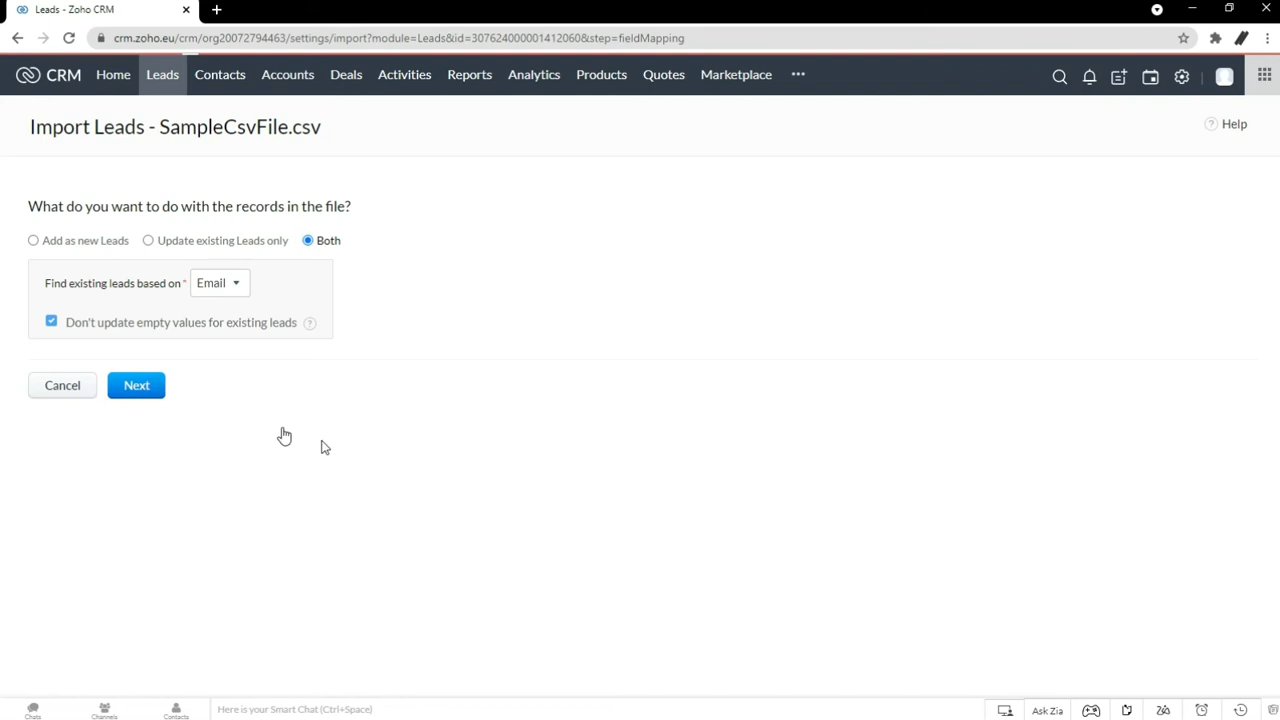 Leads - Zoho CRM
crm.zoho.eu/crm/org20072794463/settings/import?module=Leads&id=307624000001412060&step=fieldMapping
CRM Home Leads Contacts Accounts Deals Activities Reports Analytics Products Quotes Marketplace •••
Import Leads - SampleCsvFile.csv
? Help
What do you want to do with the records in the file?
Add as new Leads Update existing Leads only Both
Find existing leads based on * Email
Don't update empty values for existing leads ?
Cancel Next
Chats Channels Contacts Here is your Smart Chat (Ctrl+Space) Ask Zia